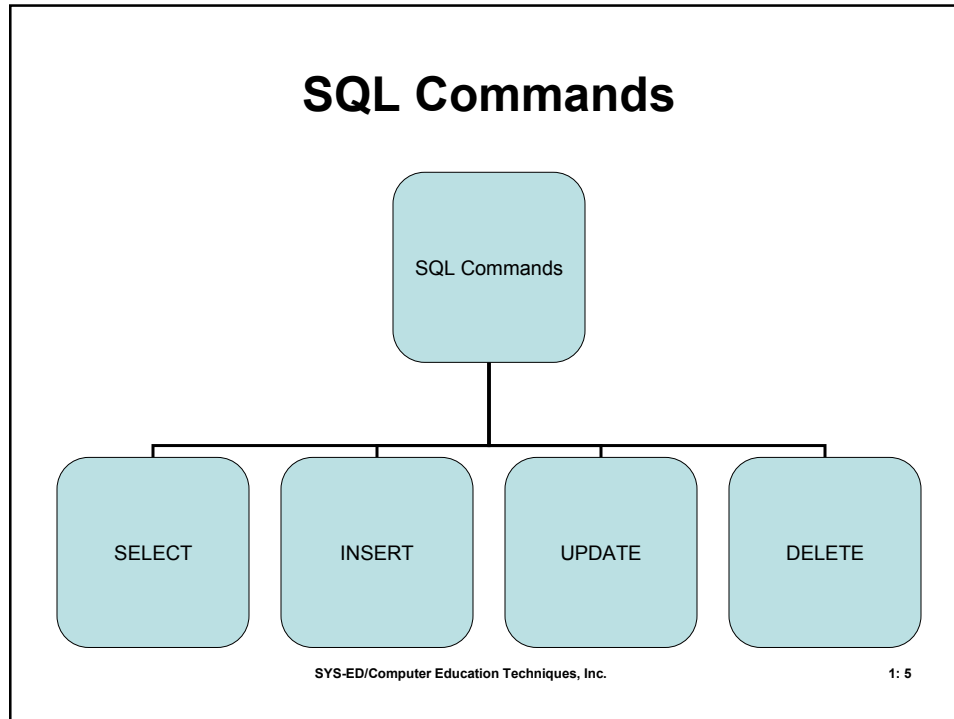 SQL Commands
SQL Commands
SELECT
INSERT
UPDATE
DELETE
SYS-ED/Computer Education Techniques, Inc.
1: 5